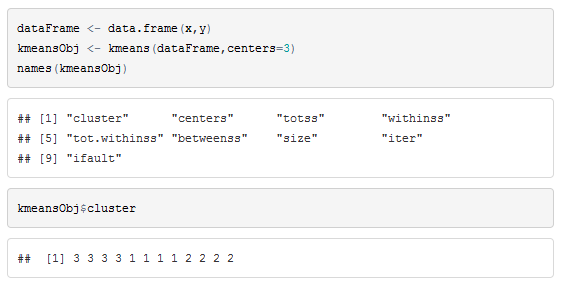 dataFrame <- data.frame(x,y)
kmeansObj <- kmeans(dataFrame,centers=3)
names(kmeansObj)
## [1] "cluster"      "centers"      "totss"        "withinss"
## [5] "tot.withinss" "betweenss"    "size"         "iter"
## [9] "ifault"
kmeansObj$cluster
##  [1] 3 3 3 3 1 1 1 1 2 2 2 2